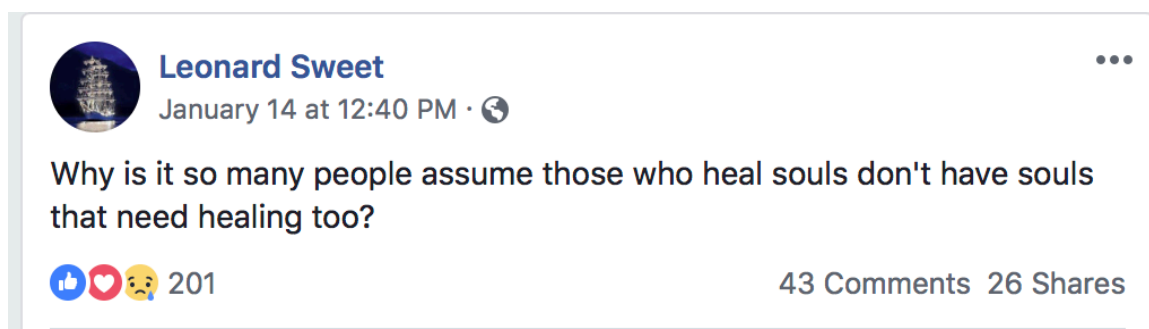 Leonard Sweet
January 14 at 12:40 PM ·
Why is it so many people assume those who heal souls don't have souls
that need healing too?
201 43 Comments 26 Shares